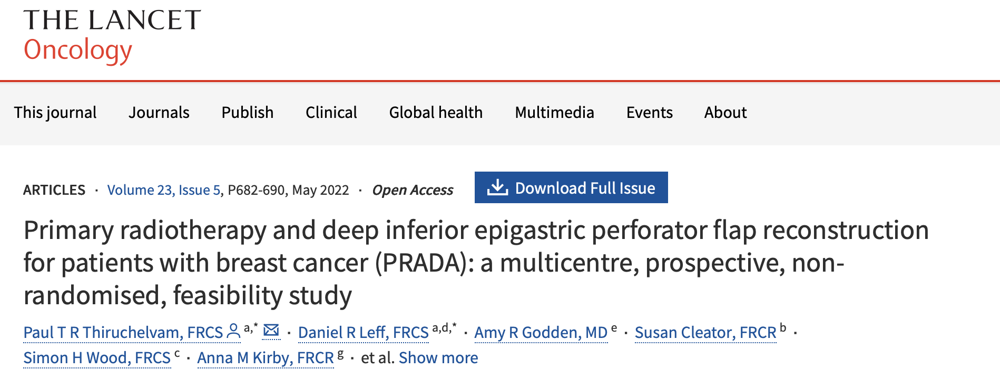 THE LANCET
Oncology
This journal Journals Publish Clinical Global health Multimedia Events About
ARTICLES · Volume 23, Issue 5, P682-690, May 2022 · Open Access Download Full Issue
Primary radiotherapy and deep inferior epigastric perforator flap reconstruction
for patients with breast cancer (PRADA): a multicentre, prospective, non-
randomised, feasibility study
Paul T R Thiruchelvam, FRCS a,* · Daniel R Leff, FRCS a,d,* · Amy R Godden, MD e · Susan Cleator, FRCR b ·
Simon H Wood, FRCS c · Anna M Kirby, FRCR g · et al. Show more